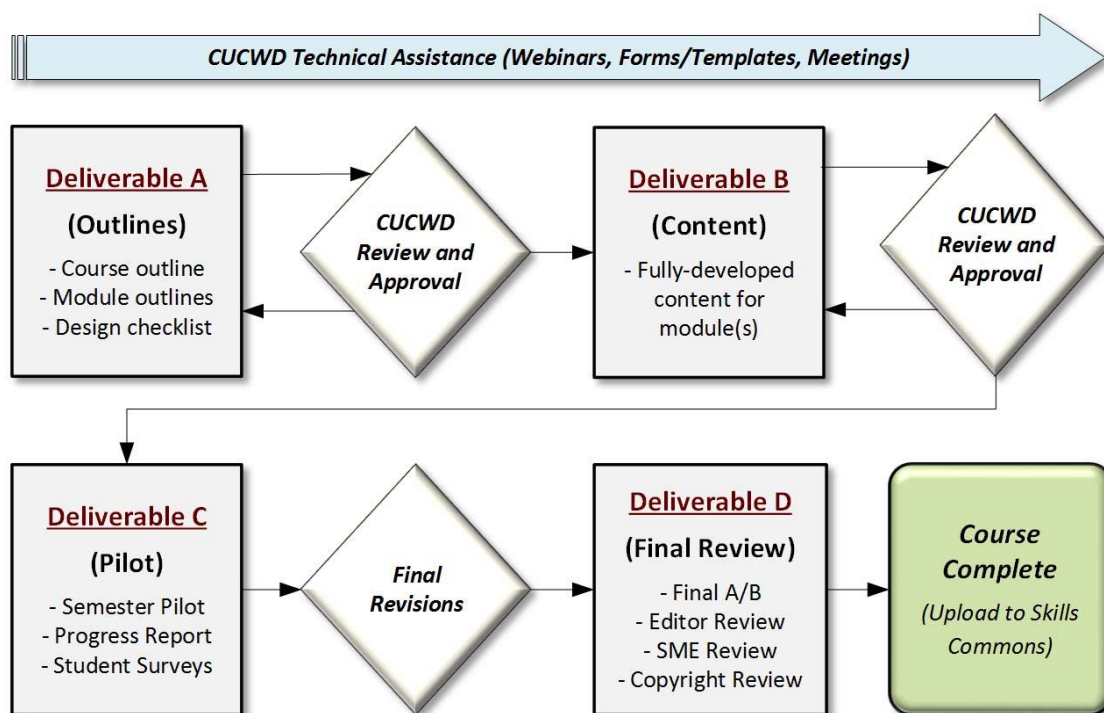 CUCWD Technical Assistance (Webinars, Forms/Templates, Meetings)
Deliverable A
(Outlines)
- Course outline
- Module outlines
- Design checklist
CUCWD
Review and
Approval
Deliverable B
(Content)
- Fully-developed
content for
module(s)
CUCWD
Review and
Approval
Deliverable C
(Pilot)
- Semester Pilot
- Progress Report
- Student Surveys
Final
Revisions
Deliverable D
(Final Review)
- Final A/B
- Editor Review
- SME Review
- Copyright Review
Course
Complete
(Upload to Skills
Commons)